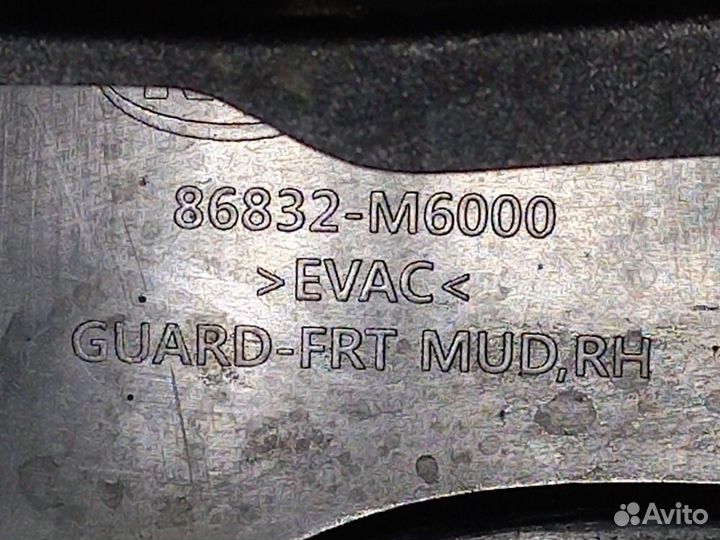 86832-M6000
>EVAC<
GUARD-FRT MUD,RH
Avito